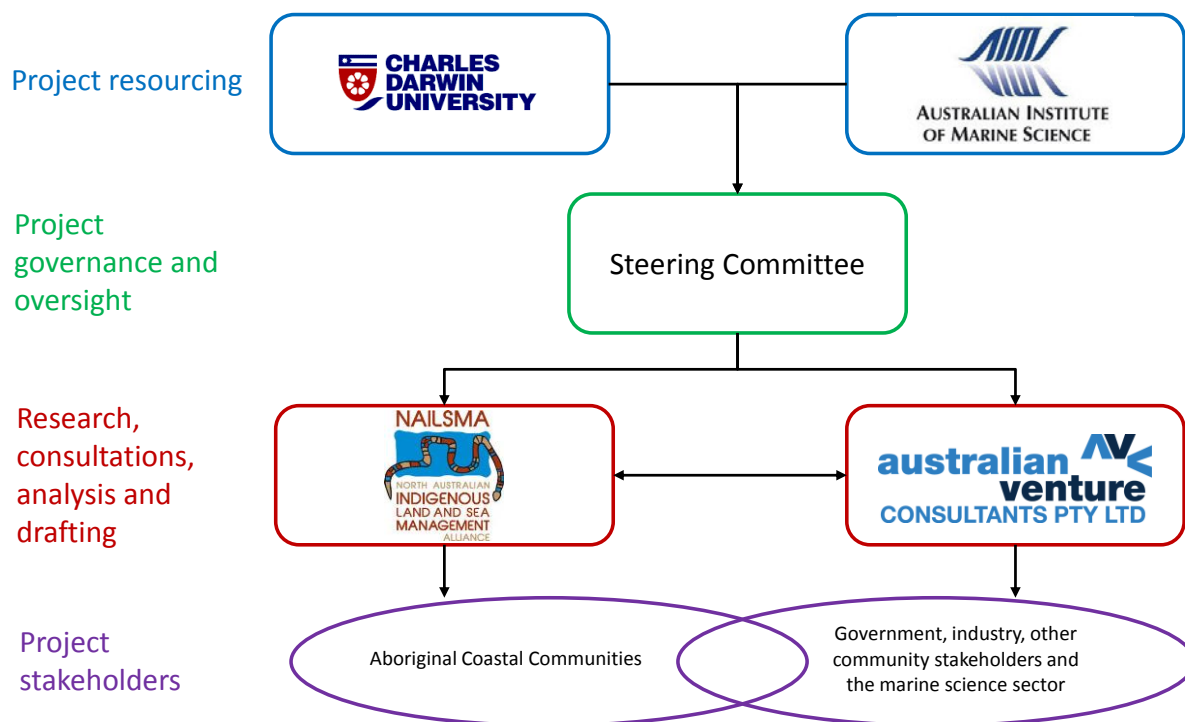 Project resourcing
CHARLES
DARWIN
UNIVERSITY
AIMS
AUSTRALIAN INSTITUTE
OF MARINE SCIENCE
Project
governance and
oversight
Steering Committee
Research,
consultations,
analysis and
drafting
NAILSMA
NORTH AUSTRALIAN
INDIGENOUS
LAND AND SEA
MANAGEMENT
ALLIANCE
AVC
australian
venture
CONSULTANTS PTY LTD
Project
stakeholders
Aboriginal Coastal Communities
Government, industry, other
community stakeholders and
the marine science sector